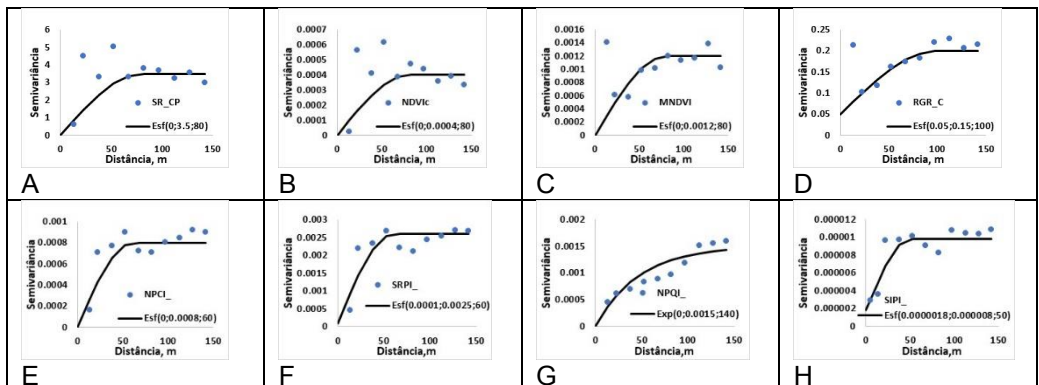 Semivariância
6
5
4
3
2
1
0
0 50 100 150
SR_CP
Esf(0;3.5;80)
Distância, m
A
Semivariância
0.0007
0.0006
0.0005
0.0004
0.0003
0.0002
0.0001
0
0 50 100 150
NDVIc
Esf(0;0.0004;80)
Distância, m
B
Semivariância
0.0016
0.0014
0.0012
0.001
0.0008
0.0006
0.0004
0.0002
0
0 50 100 150
MNDVI
Esf(0;0.0012;80)
Distância, m
C
Semivariância
0.25
0.2
0.15
0.1
0.05
0
0 50 100 150
RGR_C
Esf(0.05;0.15;100)
Distância, m
D
Semivariância
0.001
0.0008
0.0006
0.0004
0.0002
0
0 50 100 150
NPCI_
Esf(0;0.0008;60)
Distância,m
E
Semivariância
0.003
0.0025
0.002
0.0015
0.001
0.0005
0
0 50 100 150
SRPI_
Esf(0.0001;0.0025;60)
Distância,m
F
Semivariância
0.002
0.0015
0.001
0.0005
0
0 50 100 150
NPQI_
Exp(0;0.0015;140)
Distância,m
G
Semivariância
0.000012
0.00001
0.000008
0.000006
0.000004
0.000002
0
0 50 100 150
SIPI_
Esf(0.0000018;0.000008;50)
Distância,m
H